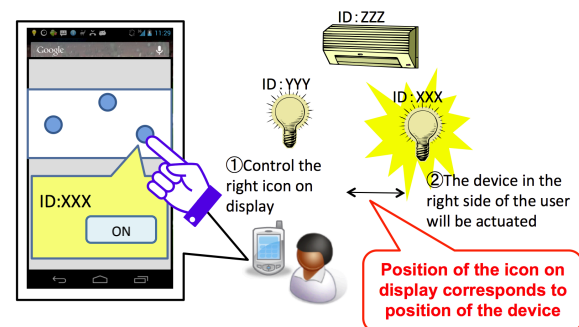 11:29
Google
ID:XXX
ON
ID:ZZZ
ID:YYY
ID:XXX
①Control the
right icon on
display
②The device in the
right side of the user
will be actuated
Position of the icon on
display corresponds to
position of the device